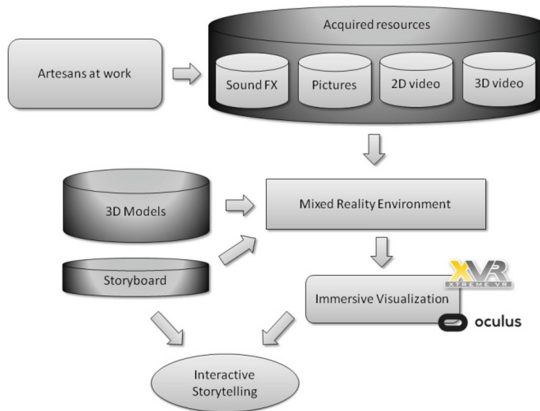 Acquired resources
Artesans at work
Sound FX
Pictures
2D video
3D video
3D Models
Mixed Reality Environment
Storyboard
Immersive Visualization
XVR
XTREME VR
oculus
Interactive
Storytelling